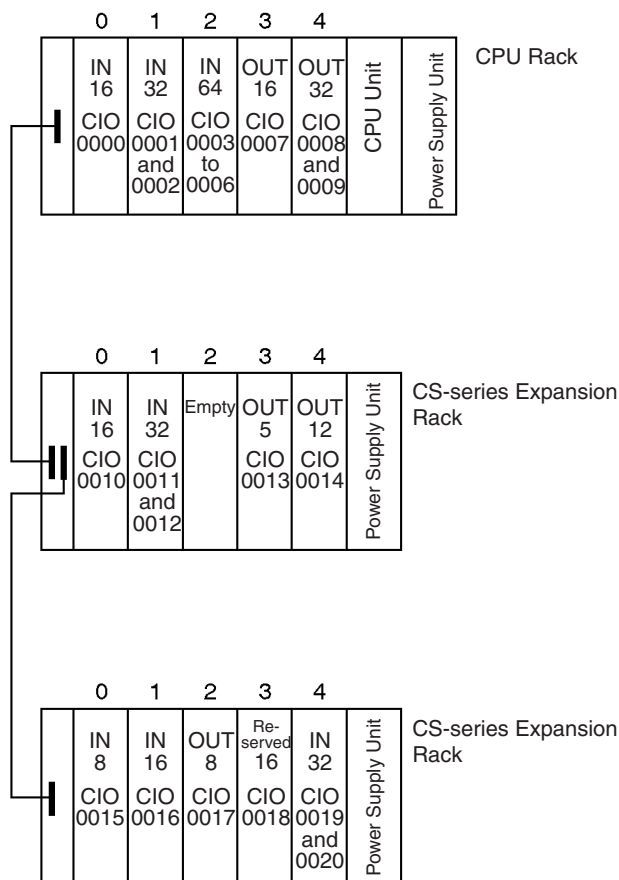 0 1 2 3 4
IN 16 CIO 0000
IN 32 CIO 0001 and 0002
IN 64 CIO 0003 to 0006
OUT 16 CIO 0007
OUT 32 CIO 0008 and 0009
CPU Unit
Power Supply Unit
CPU Rack
0 1 2 3 4
IN 16 CIO 0010
IN 32 CIO 0011 and 0012
Empty
OUT 5 CIO 0013
OUT 12 CIO 0014
Power Supply Unit
CS-series Expansion
Rack
0 1 2 3 4
IN 8 CIO 0015
IN 16 CIO 0016
OUT 8 CIO 0017
Re-served 16 CIO 0018
IN 32 CIO 0019 and 0020
Power Supply Unit
CS-series Expansion
Rack